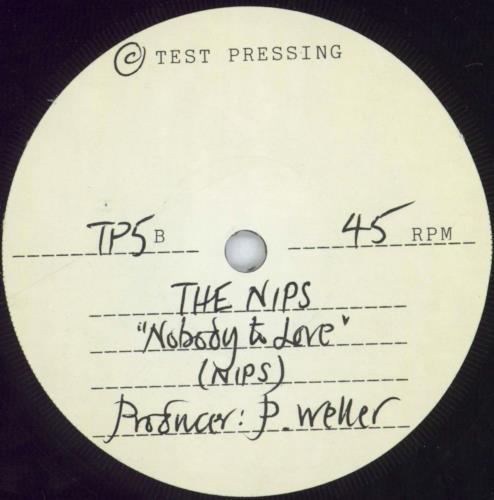 © TEST PRESSING
TP5 B 45 RPM
THE NIPS
"Nobody to Love"
(NIPS)
Producer: P. Weller